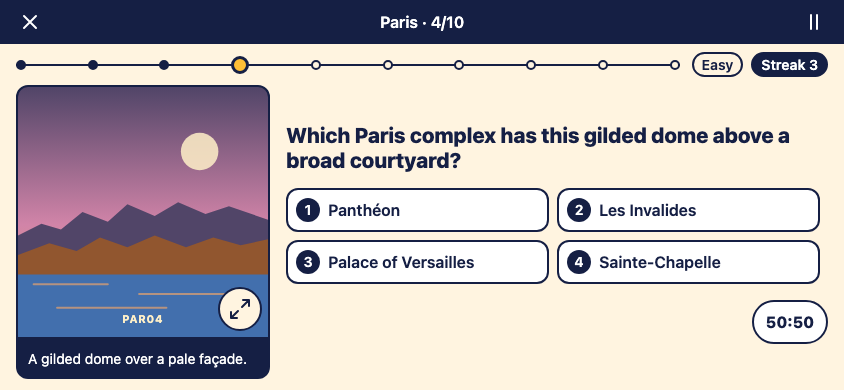 Paris · 4/10
Easy
Streak 3
PAR04
A gilded dome over a pale façade.
Which Paris complex has this gilded dome above a
broad courtyard?
1 Panthéon
2 Les Invalides
3 Palace of Versailles
4 Sainte-Chapelle
50:50